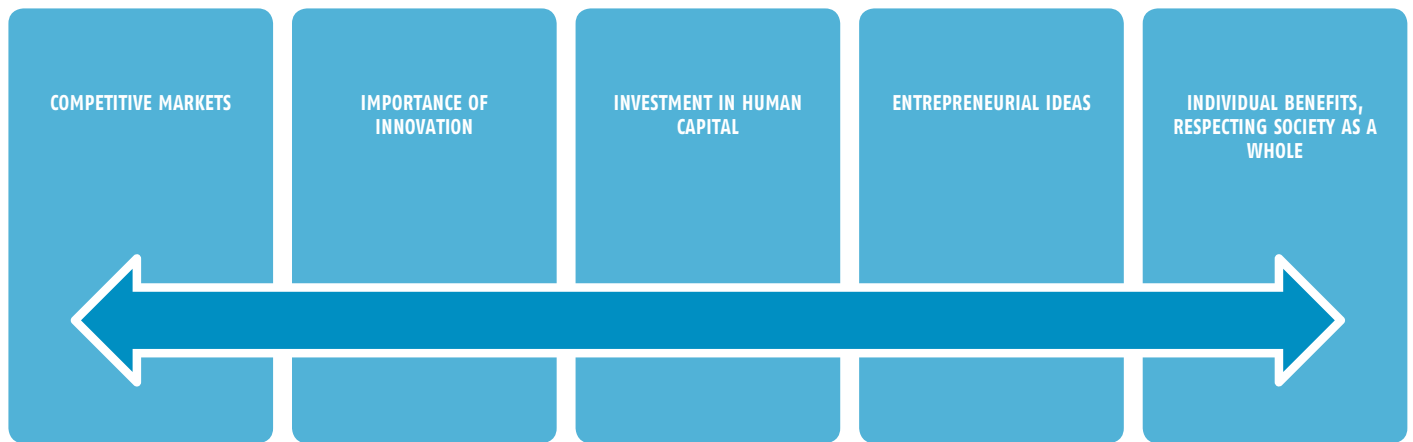 COMPETITIVE MARKETS
IMPORTANCE OF
INNOVATION
INVESTMENT IN HUMAN
CAPITAL
ENTREPRENEURIAL IDEAS
INDIVIDUAL BENEFITS,
RESPECTING SOCIETY AS A
WHOLE